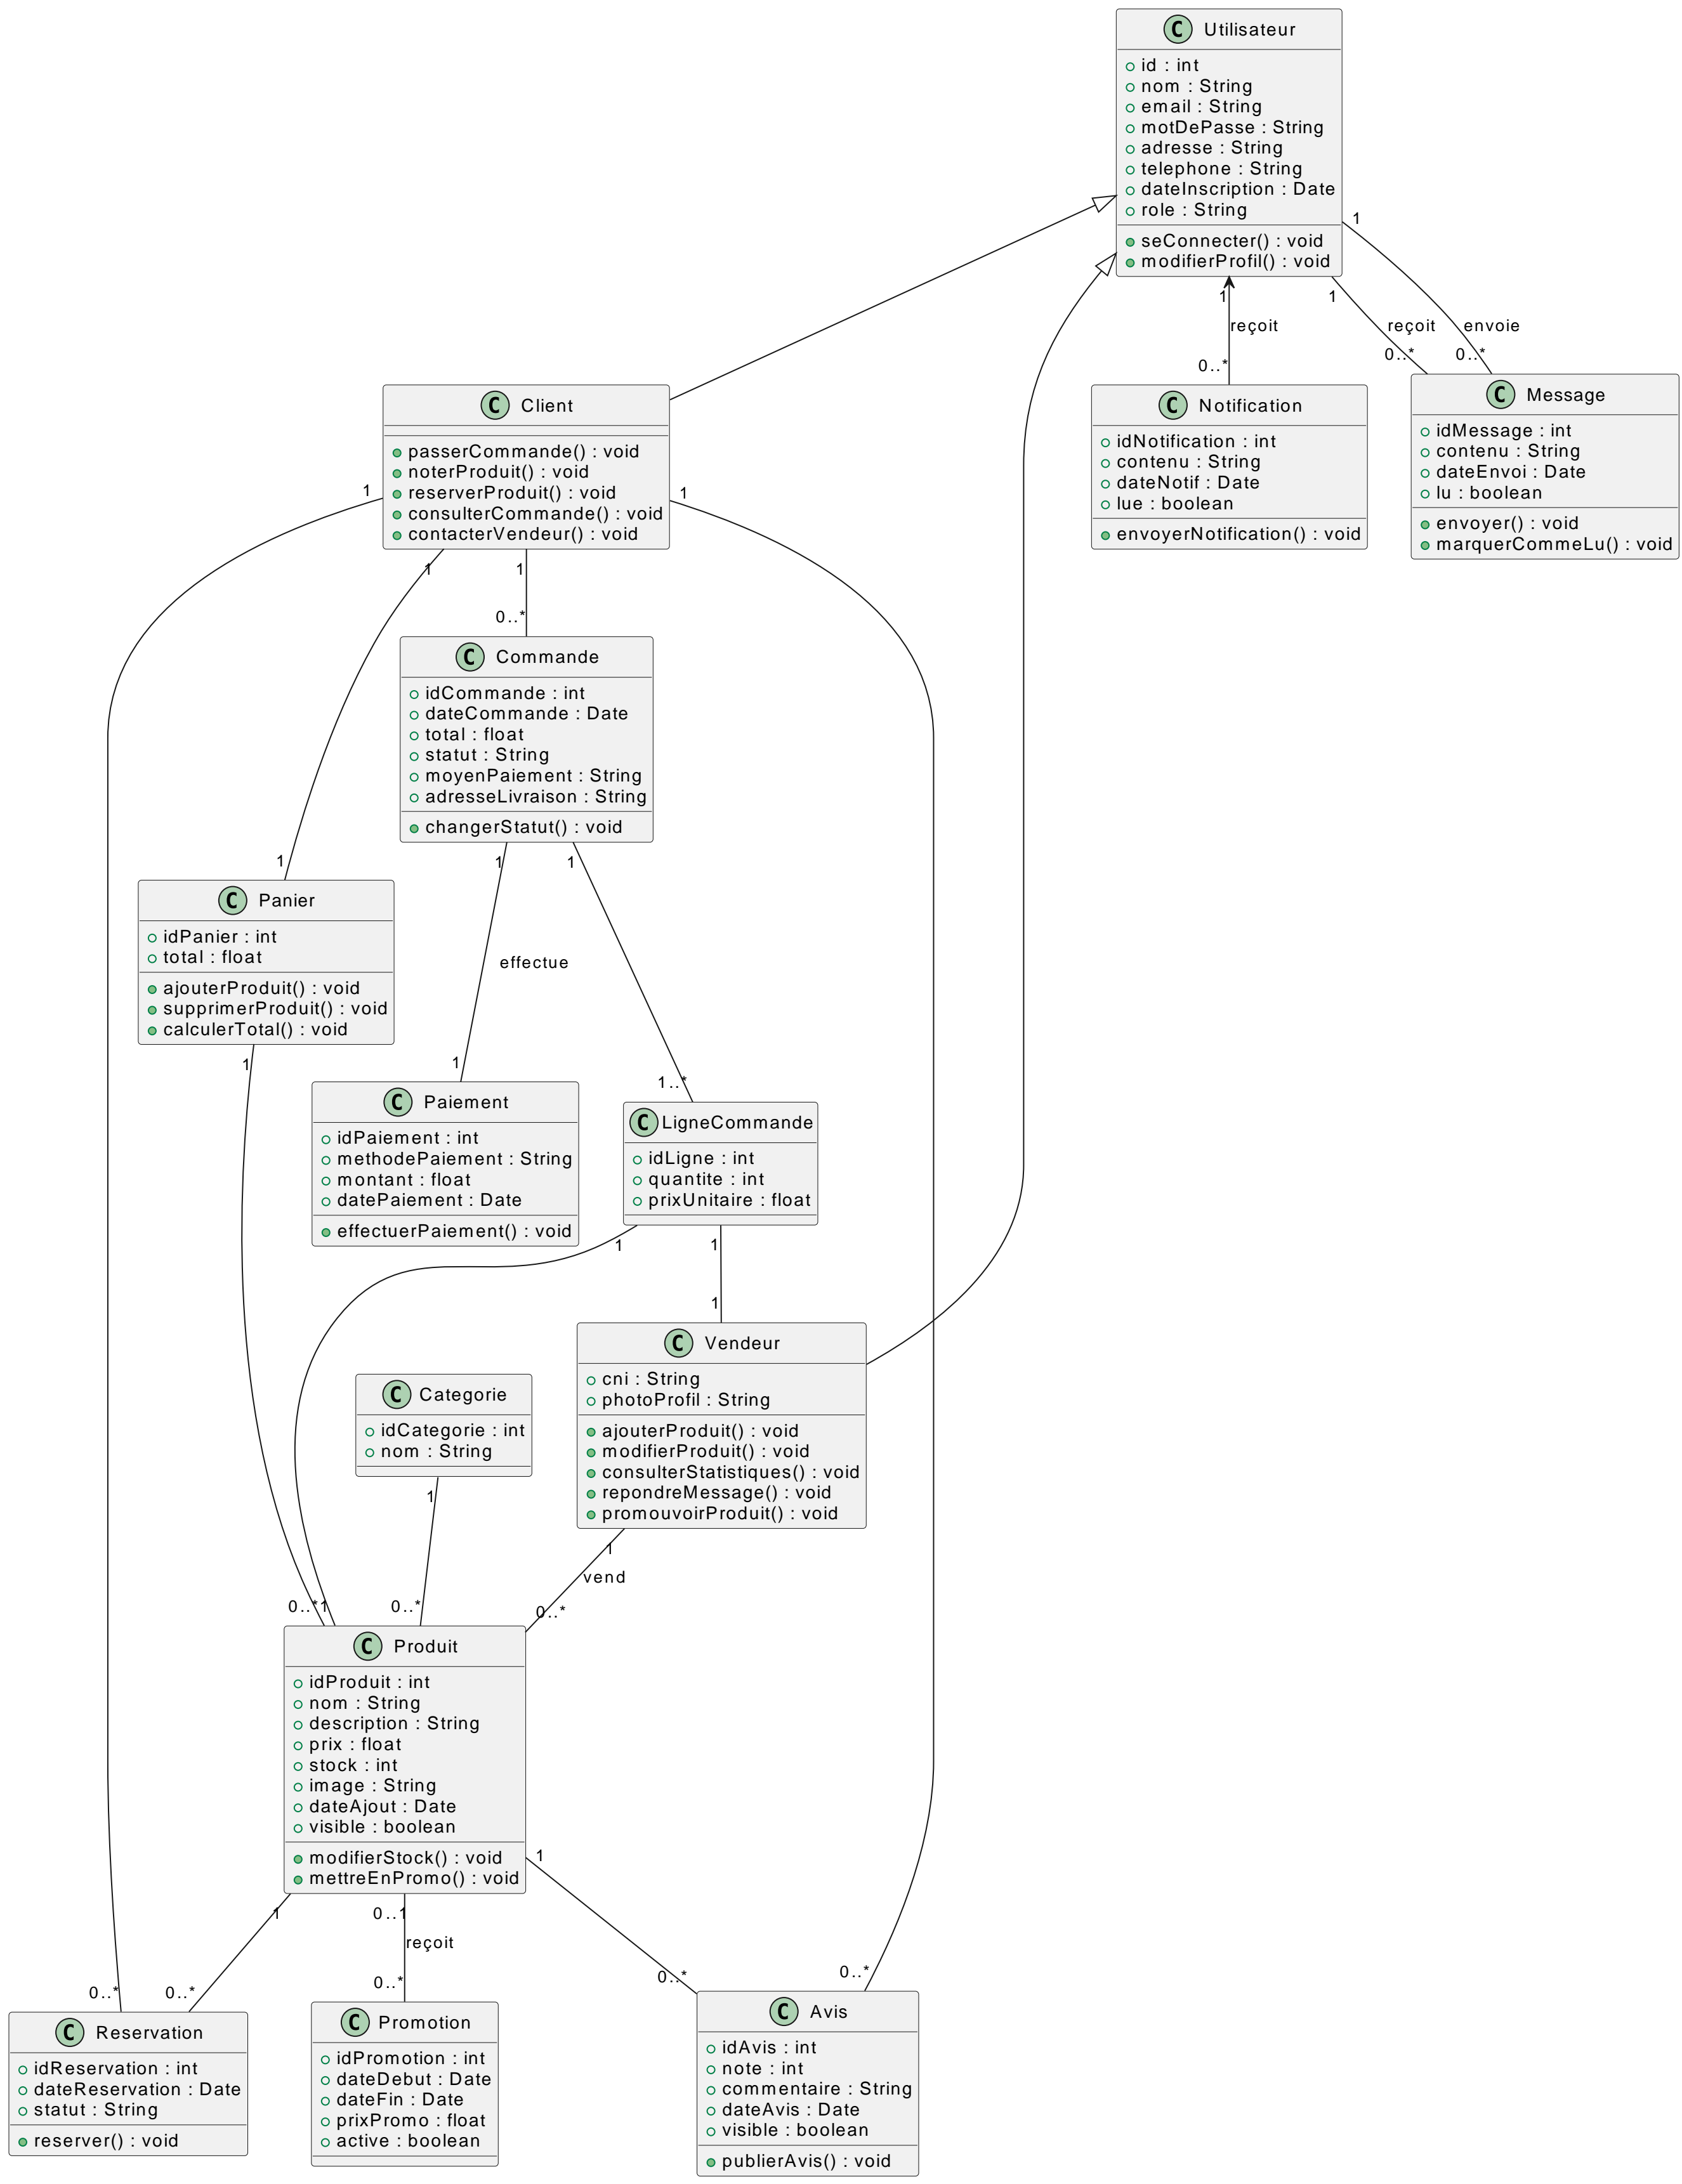 C Utilisateur
id : int
nom : String
email : String
motDePasse : String
adresse : String
telephone : String
dateInscription : Date
role : String
seConnecter() : void
modifierProfil() : void
1
1
1
reçoit
reçoit
envoie
0..*
0..*
0..*
C Client
passerCommande() : void
noterProduit() : void
reserverProduit() : void
consulterCommande() : void
contacterVendeur() : void
C Notification
idNotification : int
contenu : String
dateNotif : Date
lue : boolean
envoyerNotification() : void
C Message
idMessage : int
contenu : String
dateEnvoi : Date
lu : boolean
envoyer() : void
marquerCommeLu() : void
1
1
1
1
0..*
C Commande
idCommande : int
dateCommande : Date
total : float
statut : String
moyenPaiement : String
adresseLivraison : String
changerStatut() : void
1
1
1
C Panier
idPanier : int
total : float
ajouterProduit() : void
supprimerProduit() : void
calculerTotal() : void
effectue
1
1
1..*
C Paiement
idPaiement : int
methodePaiement : String
montant : float
datePaiement : Date
effectuerPaiement() : void
C LigneCommande
idLigne : int
quantite : int
prixUnitaire : float
1
1
1
C Vendeur
cni : String
photoProfil : String
ajouterProduit() : void
modifierProduit() : void
consulterStatistiques() : void
repondreMessage() : void
promouvoirProduit() : void
C Categorie
idCategorie : int
nom : String
1
1
vend
0..*
1
0..*
0..*
C Produit
idProduit : int
nom : String
description : String
prix : float
stock : int
image : String
dateAjout : Date
visible : boolean
modifierStock() : void
mettreEnPromo() : void
1
1
0..1
reçoit
0..*
0..*
0..*
0..*
0..*
C Reservation
idReservation : int
dateReservation : Date
statut : String
reserver() : void
C Promotion
idPromotion : int
dateDebut : Date
dateFin : Date
prixPromo : float
active : boolean
C Avis
idAvis : int
note : int
commentaire : String
dateAvis : Date
visible : boolean
publierAvis() : void